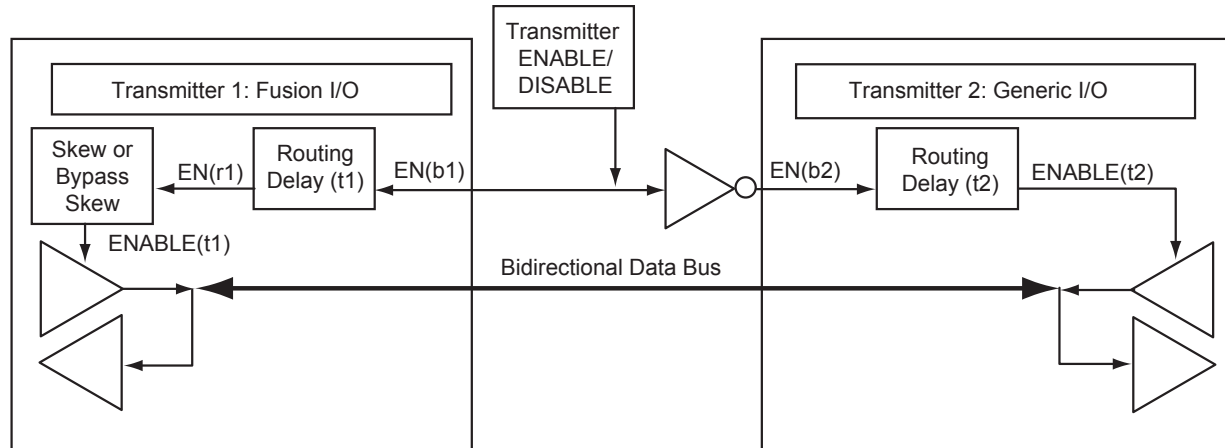 Transmitter
ENABLE/
DISABLE
Transmitter 1: Fusion I/O
Transmitter 2: Generic I/O
Skew or
Bypass
Skew
EN(r1)
Routing
Delay (t1)
EN(b1)
EN(b2)
Routing
Delay (t2)
ENABLE(t2)
ENABLE(t1)
Bidirectional Data Bus